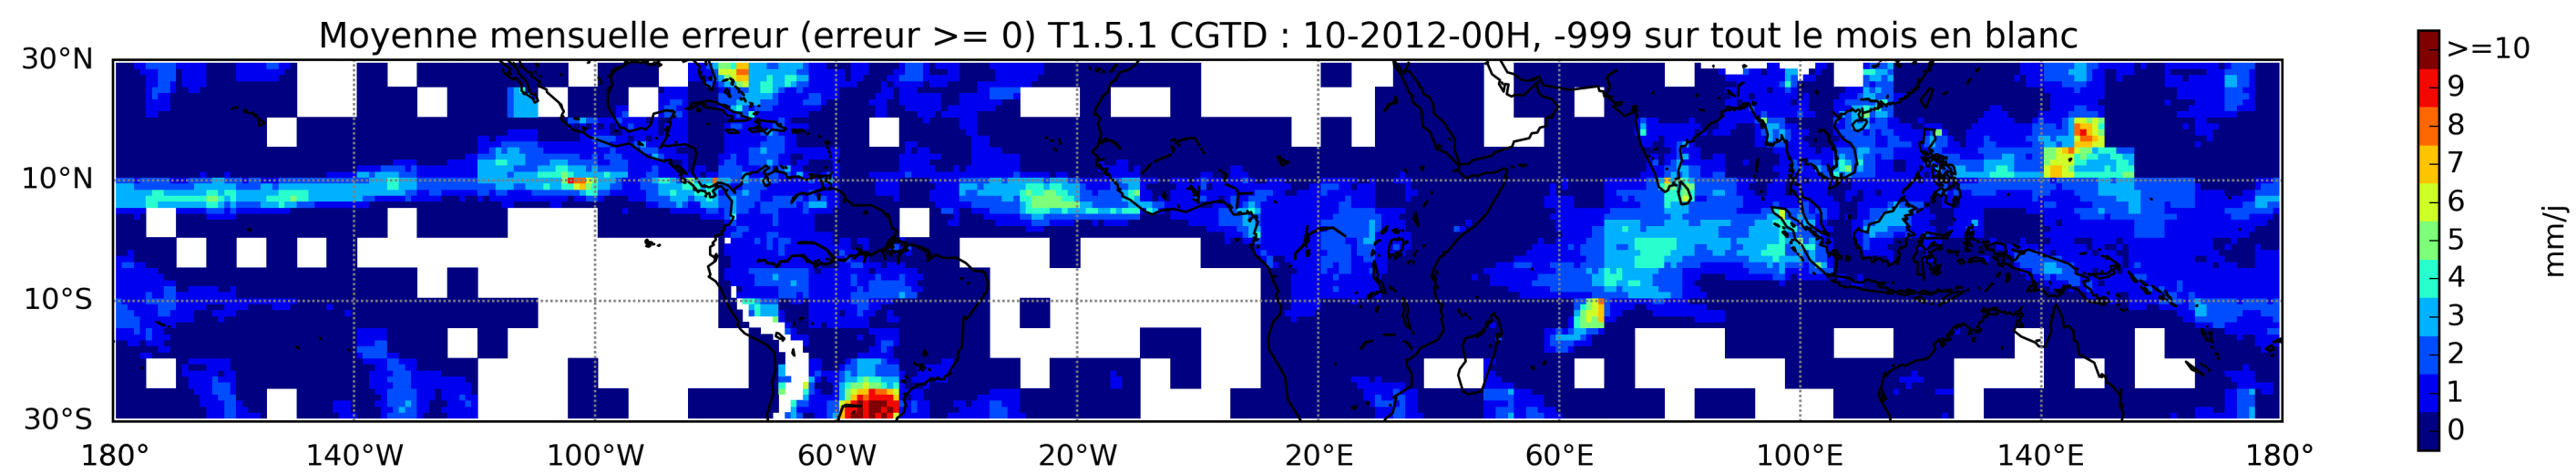 Moyenne mensuelle erreur (erreur >= 0) T1.5.1 CGTD : 10-2012-00H, -999 sur tout le mois en blanc
30°N
10°N
10°S
30°S
180° 140°W 100°W 60°W 20°W 20°E 60°E 100°E 140°E 180°
>=10
9
8
7
6
5
4
3
2
1
0
mm/j